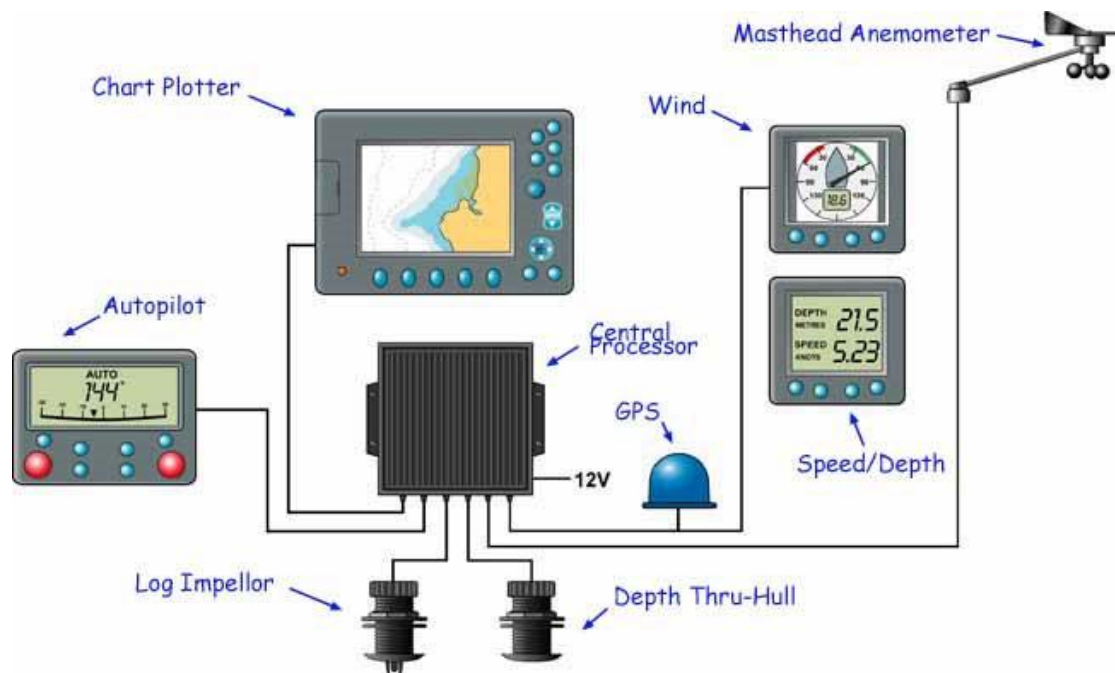 Masthead Anemometer
Chart Plotter
Wind
18.6
Autopilot
AUTO
144°
Central
Processor
DEPTH
METRES
21.5
SPEED
KNOTS
5.23
GPS
Speed/Depth
12V
Log Impellor
Depth Thru-Hull